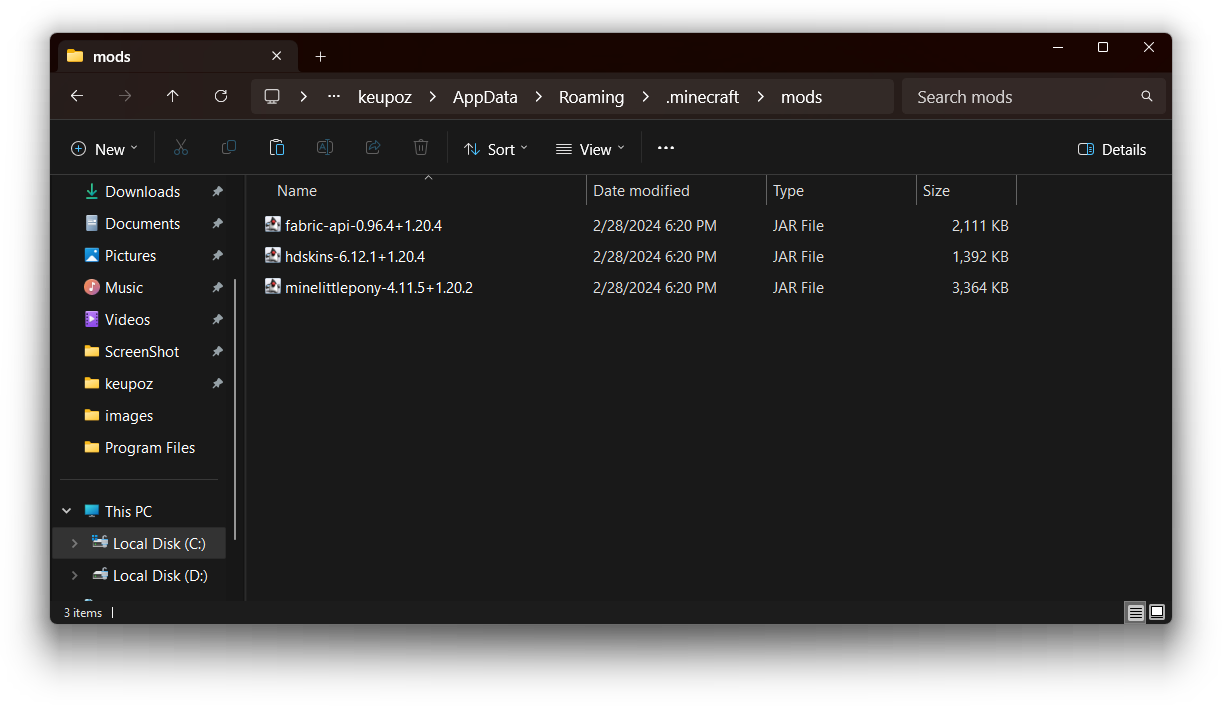 mods
keupoz AppData Roaming .minecraft mods Search mods
New Sort View Details
Name Date modified Type Size
fabric-api-0.96.4+1.20.4 2/28/2024 6:20 PM JAR File 2,111 KB
hdskins-6.12.1+1.20.4 2/28/2024 6:20 PM JAR File 1,392 KB
minelittlepony-4.11.5+1.20.2 2/28/2024 6:20 PM JAR File 3,364 KB
Downloads
Documents
Pictures
Music
Videos
ScreenShot
keupoz
images
Program Files
This PC
Local Disk (C:)
Local Disk (D:)
3 items